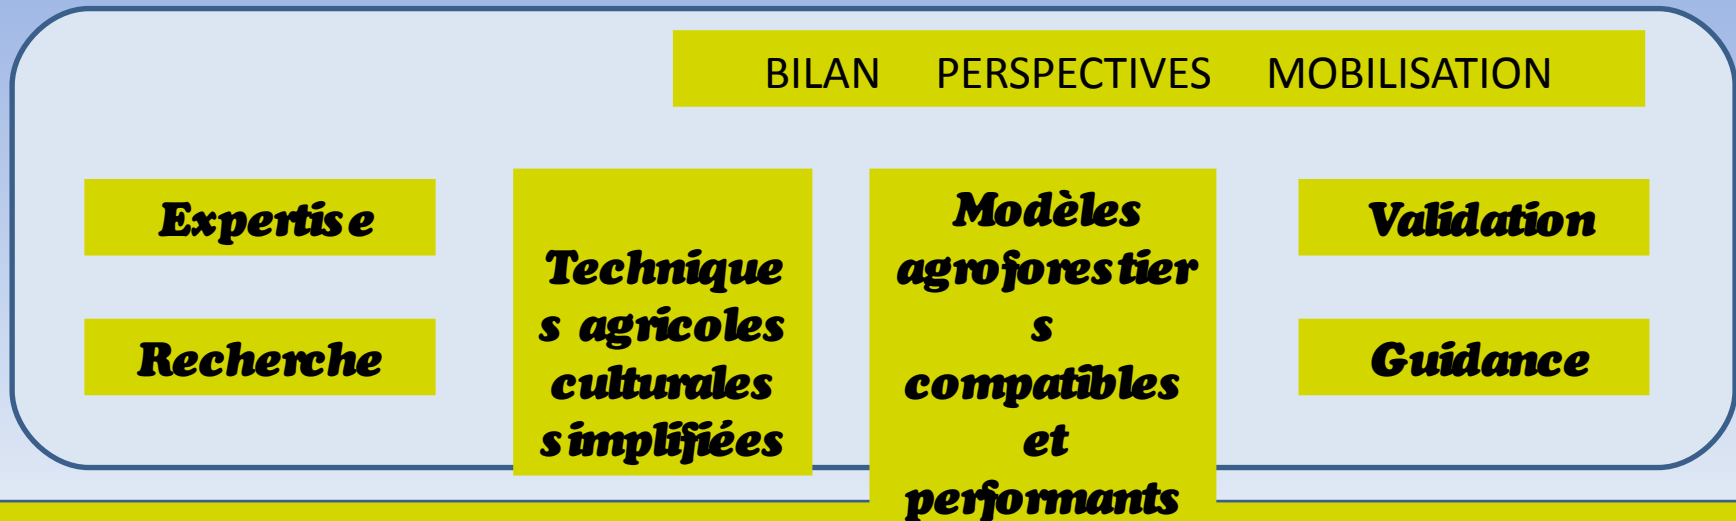 BILAN PERSPECTIVES MOBILISATION
Expertise
Recherche
Technique
s agricoles
culturales
simplifiées
Modèles
agroforestier
s
compatibles
et
performants
Validation
Guidance